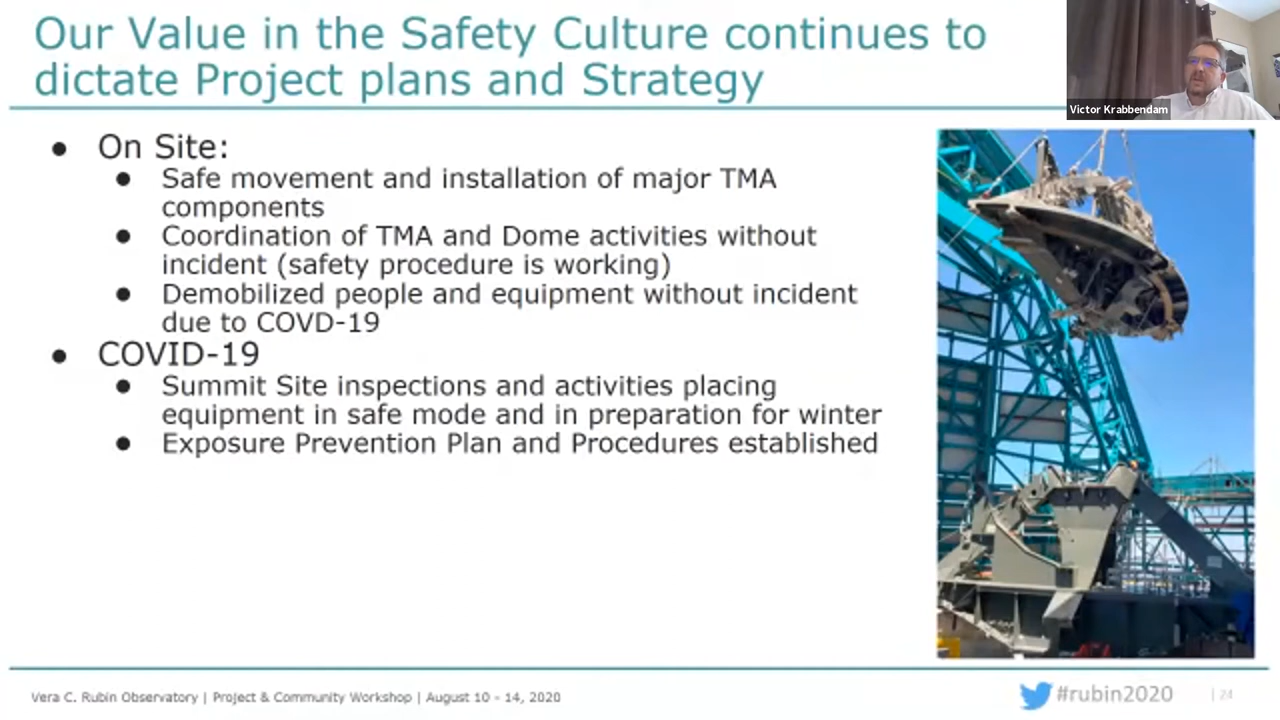 Our Value in the Safety Culture continues to
dictate Project plans and Strategy
Victor Krabbendam
● On Site:
● Safe movement and installation of major TMA
components
● Coordination of TMA and Dome activities without
incident (safety procedure is working)
● Demobilized people and equipment without incident
due to COVD-19
● COVID-19
● Summit Site inspections and activities placing
equipment in safe mode and in preparation for winter
● Exposure Prevention Plan and Procedures established
Vera C. Rubin Observatory | Project & Community Workshop | August 10 - 14, 2020
#rubin2020 | 24